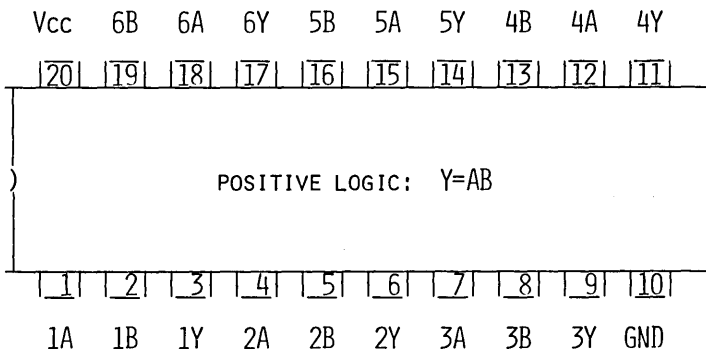 Vcc 6B 6A 6Y 5B 5A 5Y 4B 4A 4Y
20 19 18 17 16 15 14 13 12 11
POSITIVE LOGIC: Y=AB
1 2 3 4 5 6 7 8 9 10
1A 1B 1Y 2A 2B 2Y 3A 3B 3Y GND